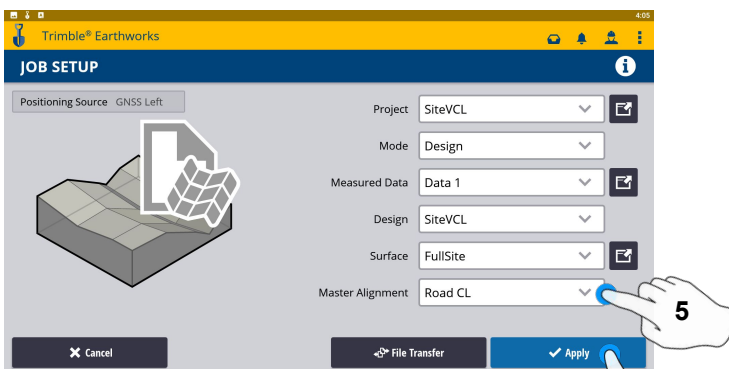 4:05
Trimble® Earthworks
JOB SETUP
Positioning Source GNSS Left
Project SiteVCL
Mode Design
Measured Data Data 1
Design SiteVCL
Surface FullSite
Master Alignment Road CL
5
Cancel
File Transfer
Apply